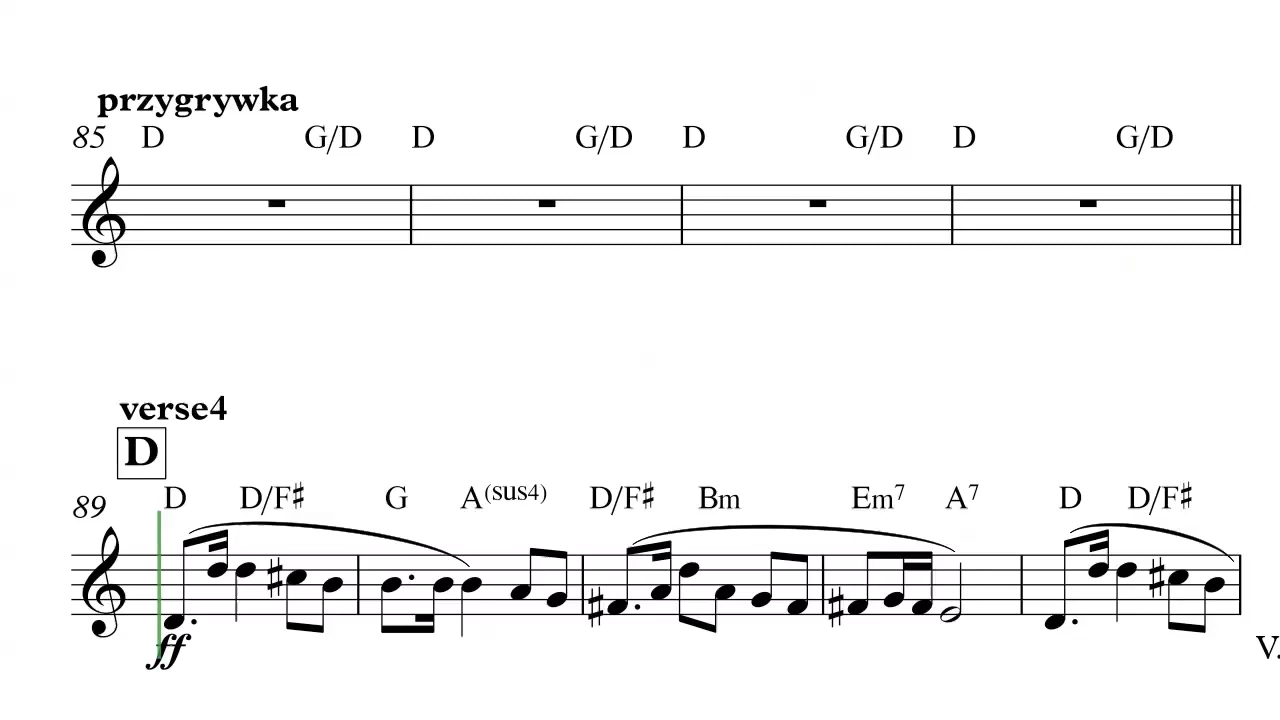 przygrywka
85 D G/D D G/D D G/D D G/D
verse4
D
89 D D/F♯ G A(sus4) D/F♯ Bm Em7 A7 D D/F♯
ff
V.